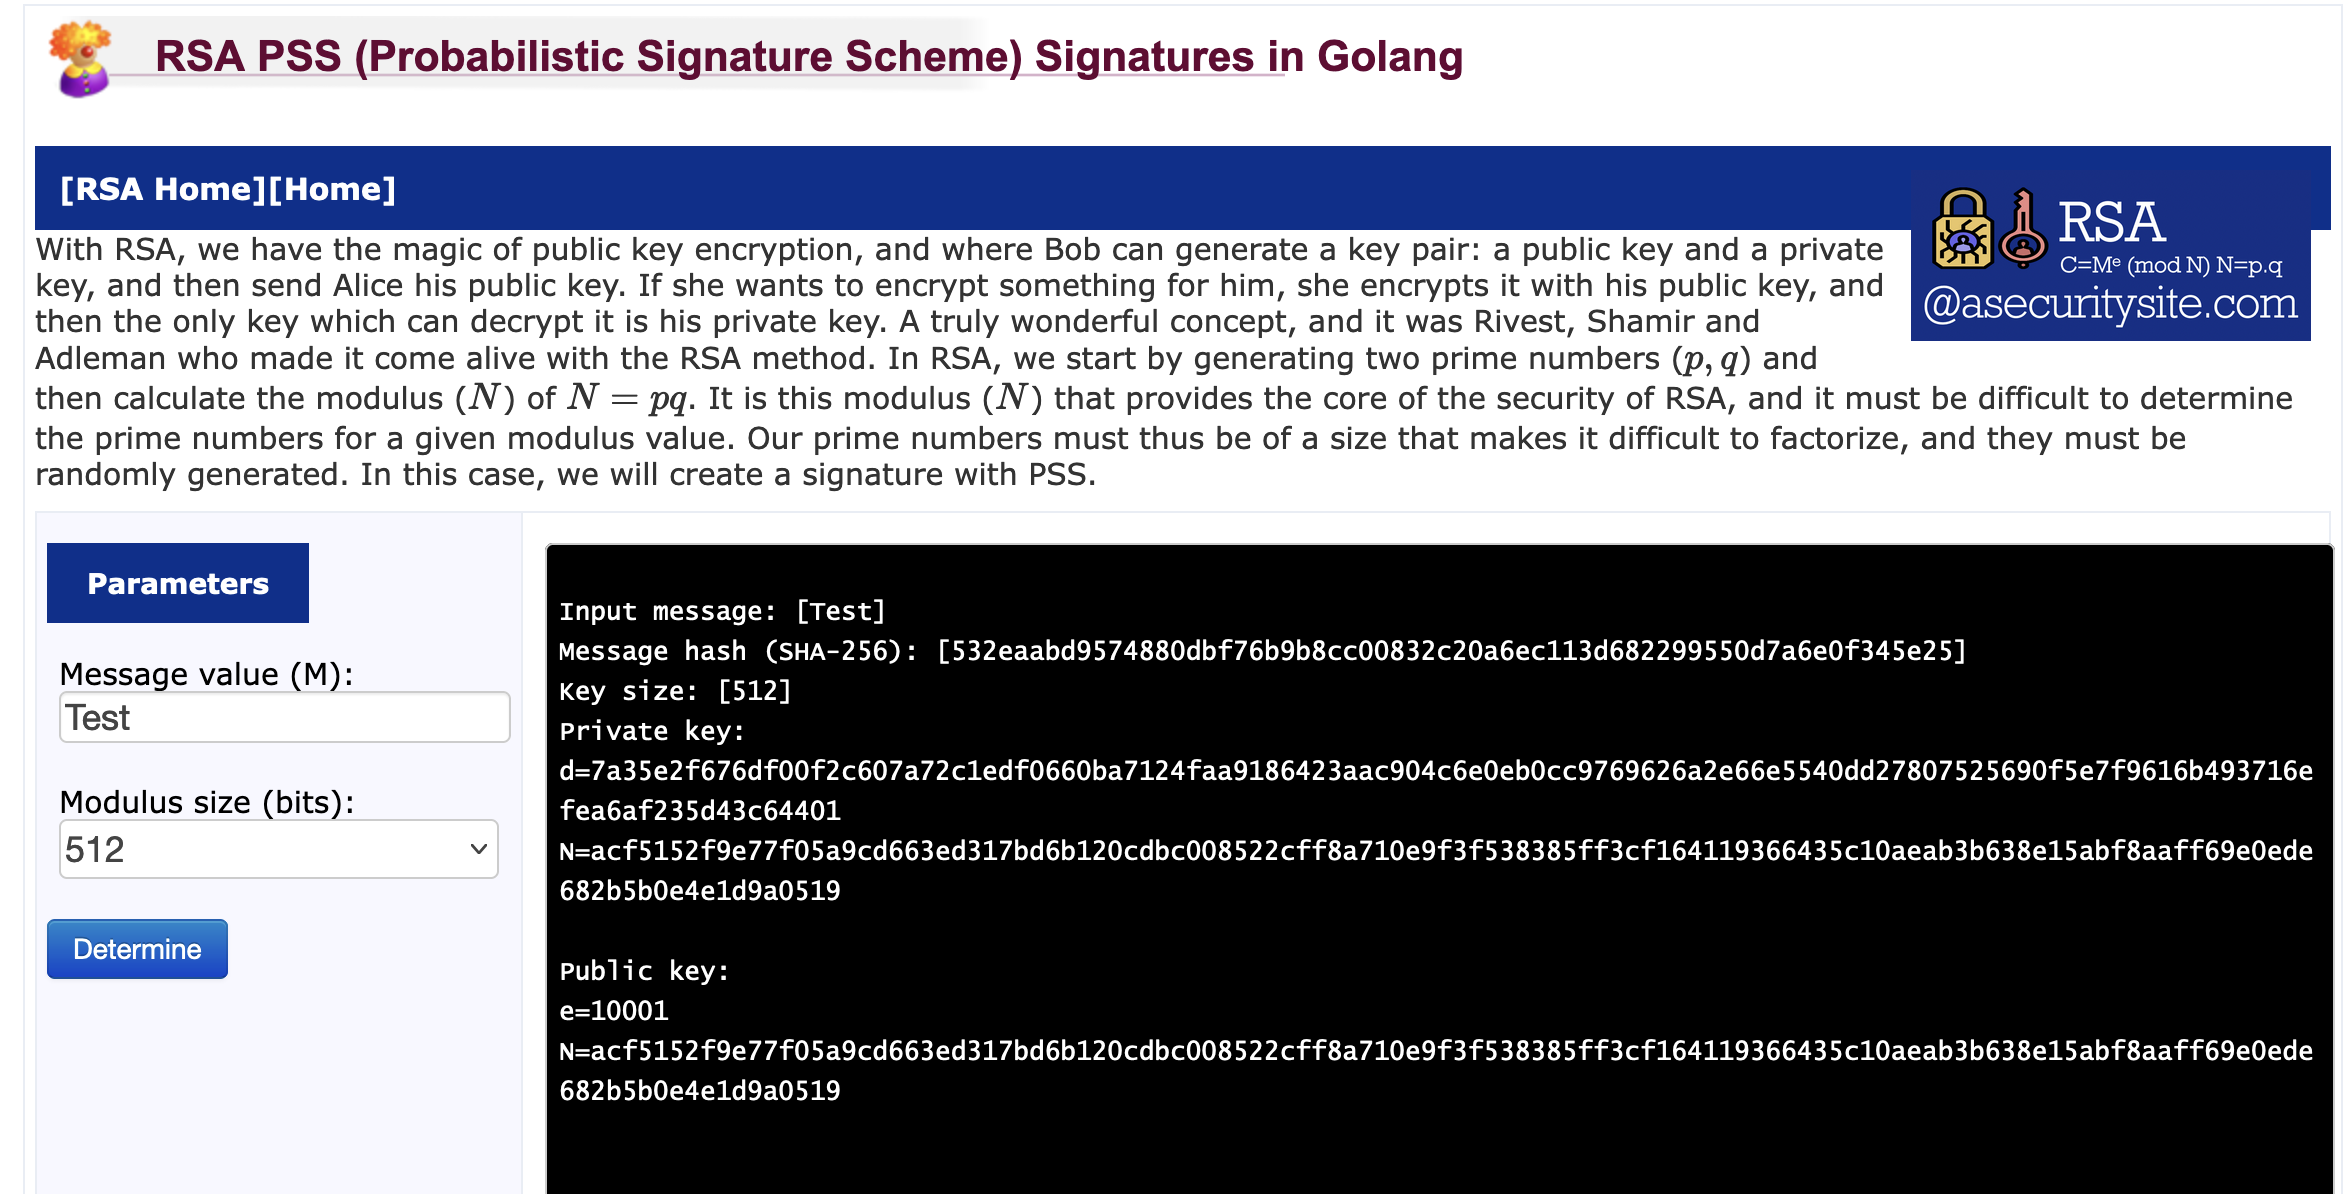 RSA PSS (Probabilistic Signature Scheme) Signatures in Golang
[RSA Home][Home]
RSA
C=Mᵉ (mod N) N=p.q
@asecuritysite.com
With RSA, we have the magic of public key encryption, and where Bob can generate a key pair: a public key and a private
key, and then send Alice his public key. If she wants to encrypt something for him, she encrypts it with his public key, and
then the only key which can decrypt it is his private key. A truly wonderful concept, and it was Rivest, Shamir and
Adleman who made it come alive with the RSA method. In RSA, we start by generating two prime numbers (p, q) and
then calculate the modulus (N) of N = pq. It is this modulus (N) that provides the core of the security of RSA, and it must be difficult to determine
the prime numbers for a given modulus value. Our prime numbers must thus be of a size that makes it difficult to factorize, and they must be
randomly generated. In this case, we will create a signature with PSS.
Parameters
Message value (M):
Test
Modulus size (bits):
512
Determine
Input message: [Test]
Message hash (SHA-256): [532eaabd9574880dbf76b9b8cc00832c20a6ec113d682299550d7a6e0f345e25]
Key size: [512]
Private key:
d=7a35e2f676df00f2c607a72c1edf0660ba7124faa9186423aac904c6e0eb0cc9769626a2e66e5540dd27807525690f5e7f9616b493716e
fea6af235d43c64401
N=acf5152f9e77f05a9cd663ed317bd6b120cdbc008522cff8a710e9f3f538385ff3cf164119366435c10aeab3b638e15abf8aaff69e0ede
682b5b0e4e1d9a0519
Public key:
e=10001
N=acf5152f9e77f05a9cd663ed317bd6b120cdbc008522cff8a710e9f3f538385ff3cf164119366435c10aeab3b638e15abf8aaff69e0ede
682b5b0e4e1d9a0519